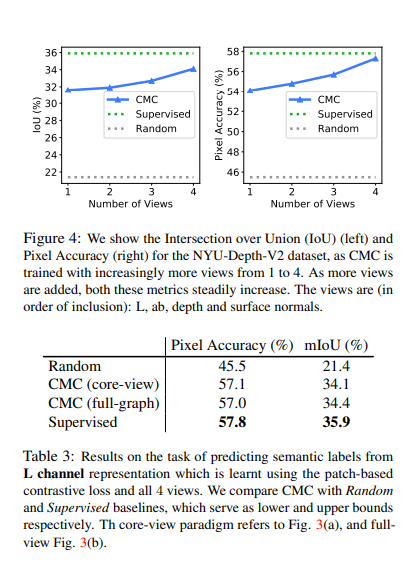 36
34
32
30
28
26
24
22
IoU (%)
CMC
Supervised
Random
1 2 3 4
Number of Views
58
56
54
52
50
48
46
Pixel Accuracy (%)
CMC
Supervised
Random
1 2 3 4
Number of Views
Figure 4: We show the Intersection over Union (IoU) (left) and
Pixel Accuracy (right) for the NYU-Depth-V2 dataset, as CMC is
trained with increasingly more views from 1 to 4. As more views
are added, both these metrics steadily increase. The views are (in
order of inclusion): L, ab, depth and surface normals.
Pixel Accuracy (%) mIoU (%)
Random 45.5 21.4
CMC (core-view) 57.1 34.1
CMC (full-graph) 57.0 34.4
Supervised 57.8 35.9
Table 3: Results on the task of predicting semantic labels from
L channel representation which is learnt using the patch-based
contrastive loss and all 4 views. We compare CMC with Random
and Supervised baselines, which serve as lower and upper bounds
respectively. Th core-view paradigm refers to Fig. 3(a), and full-
view Fig. 3(b).